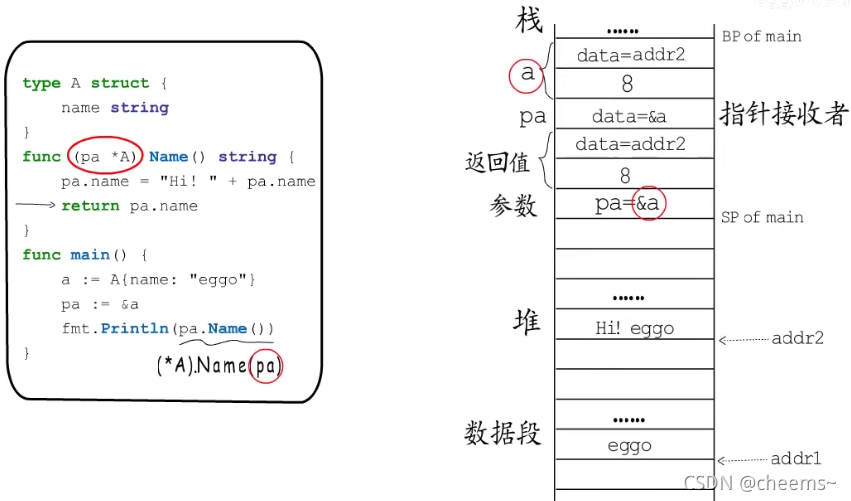 type A struct {
name string
}
func (pa *A) Name() string {
pa.name = "Hi! " + pa.name
return pa.name
}
func main() {
a := A{name: "eggo"}
pa := &a
fmt.Println(pa.Name())
}
(*A).Name(pa)
栈
......
BP of main
a
data=addr2
8
pa
data=&a
指针接收者
返回值
data=addr2
8
参数
pa=&a
SP of main
堆
......
Hi! eggo
addr2
数据段
......
eggo
addr1
CSDN @cheems~